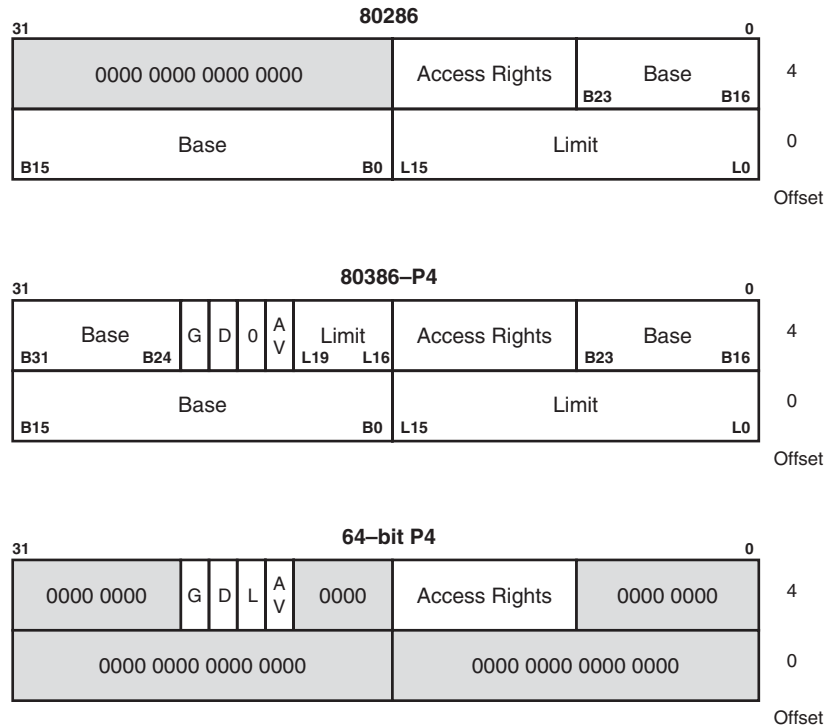 80286
31 0
0000 0000 0000 0000 Access Rights Base 4
B23 B16
Base Limit 0
B15 B0 L15 L0
Offset
80386–P4
31 0
Base G D 0 A V Limit Access Rights Base 4
B31 B24 L19 L16 B23 B16
Base Limit 0
B15 B0 L15 L0
Offset
64–bit P4
31 0
0000 0000 G D L A V 0000 Access Rights 0000 0000 4
0000 0000 0000 0000 0000 0000 0000 0000 0
Offset